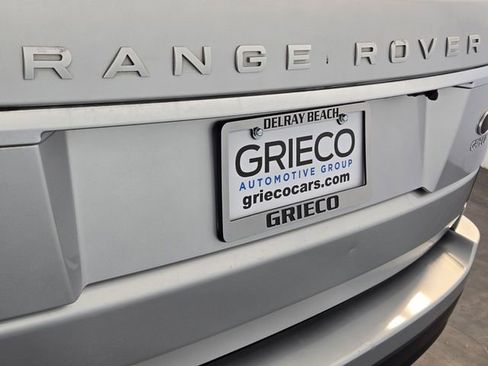 RANGE ROVER
DELRAY BEACH
GRIECO
AUTOMOTIVE GROUP
griecocars.com
GRIECO